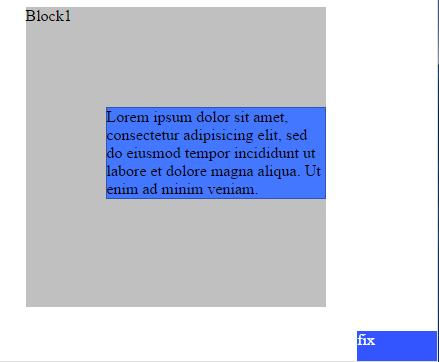 Block1
Lorem ipsum dolor sit amet,
consectetur adipisicing elit, sed
do eiusmod tempor incididunt ut
labore et dolore magna aliqua. Ut
enim ad minim veniam.
fix